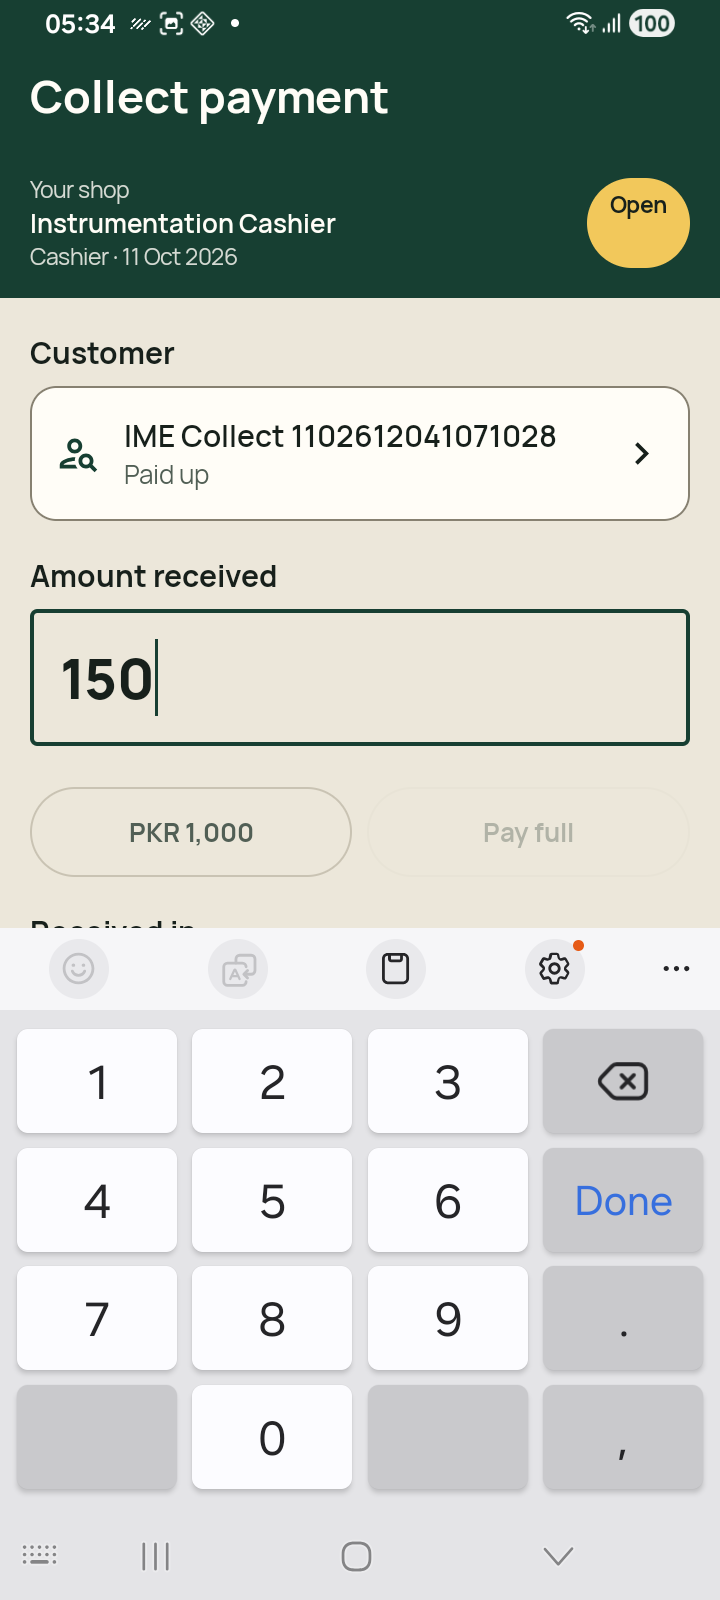 05:34
100
Collect payment
Your shop
Instrumentation Cashier
Cashier · 11 Oct 2026
Open
Customer
IME Collect 1102612041071028
Paid up
Amount received
150
PKR 1,000
Pay full
Received in
1 2 3
4 5 6 Done
7 8 9 .
0 ,